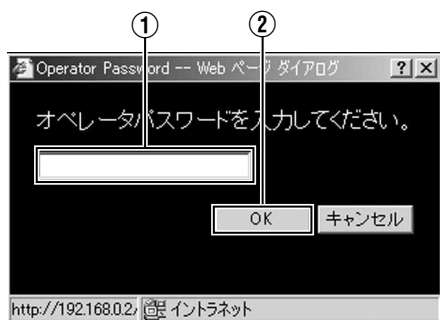 ① ②
Operator Password -- Web ページ ダイアログ ? ×
オペレータパスワードを入力してください。
OK キャンセル
http://192.168.0.2/ イントラネット